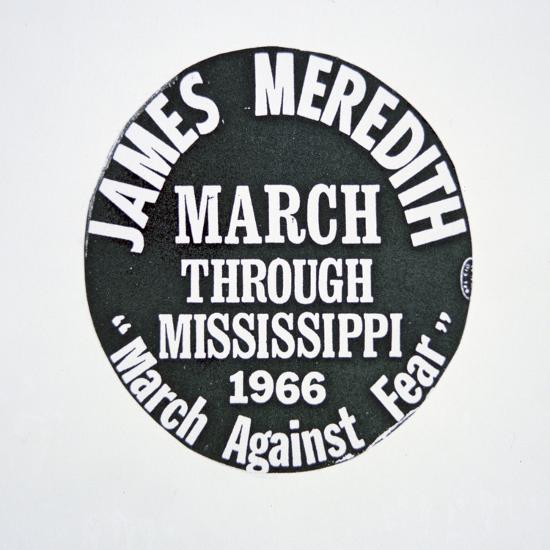 JAMES MEREDITH
MARCH
THROUGH
MISSISSIPPI
1966
"March Against Fear"